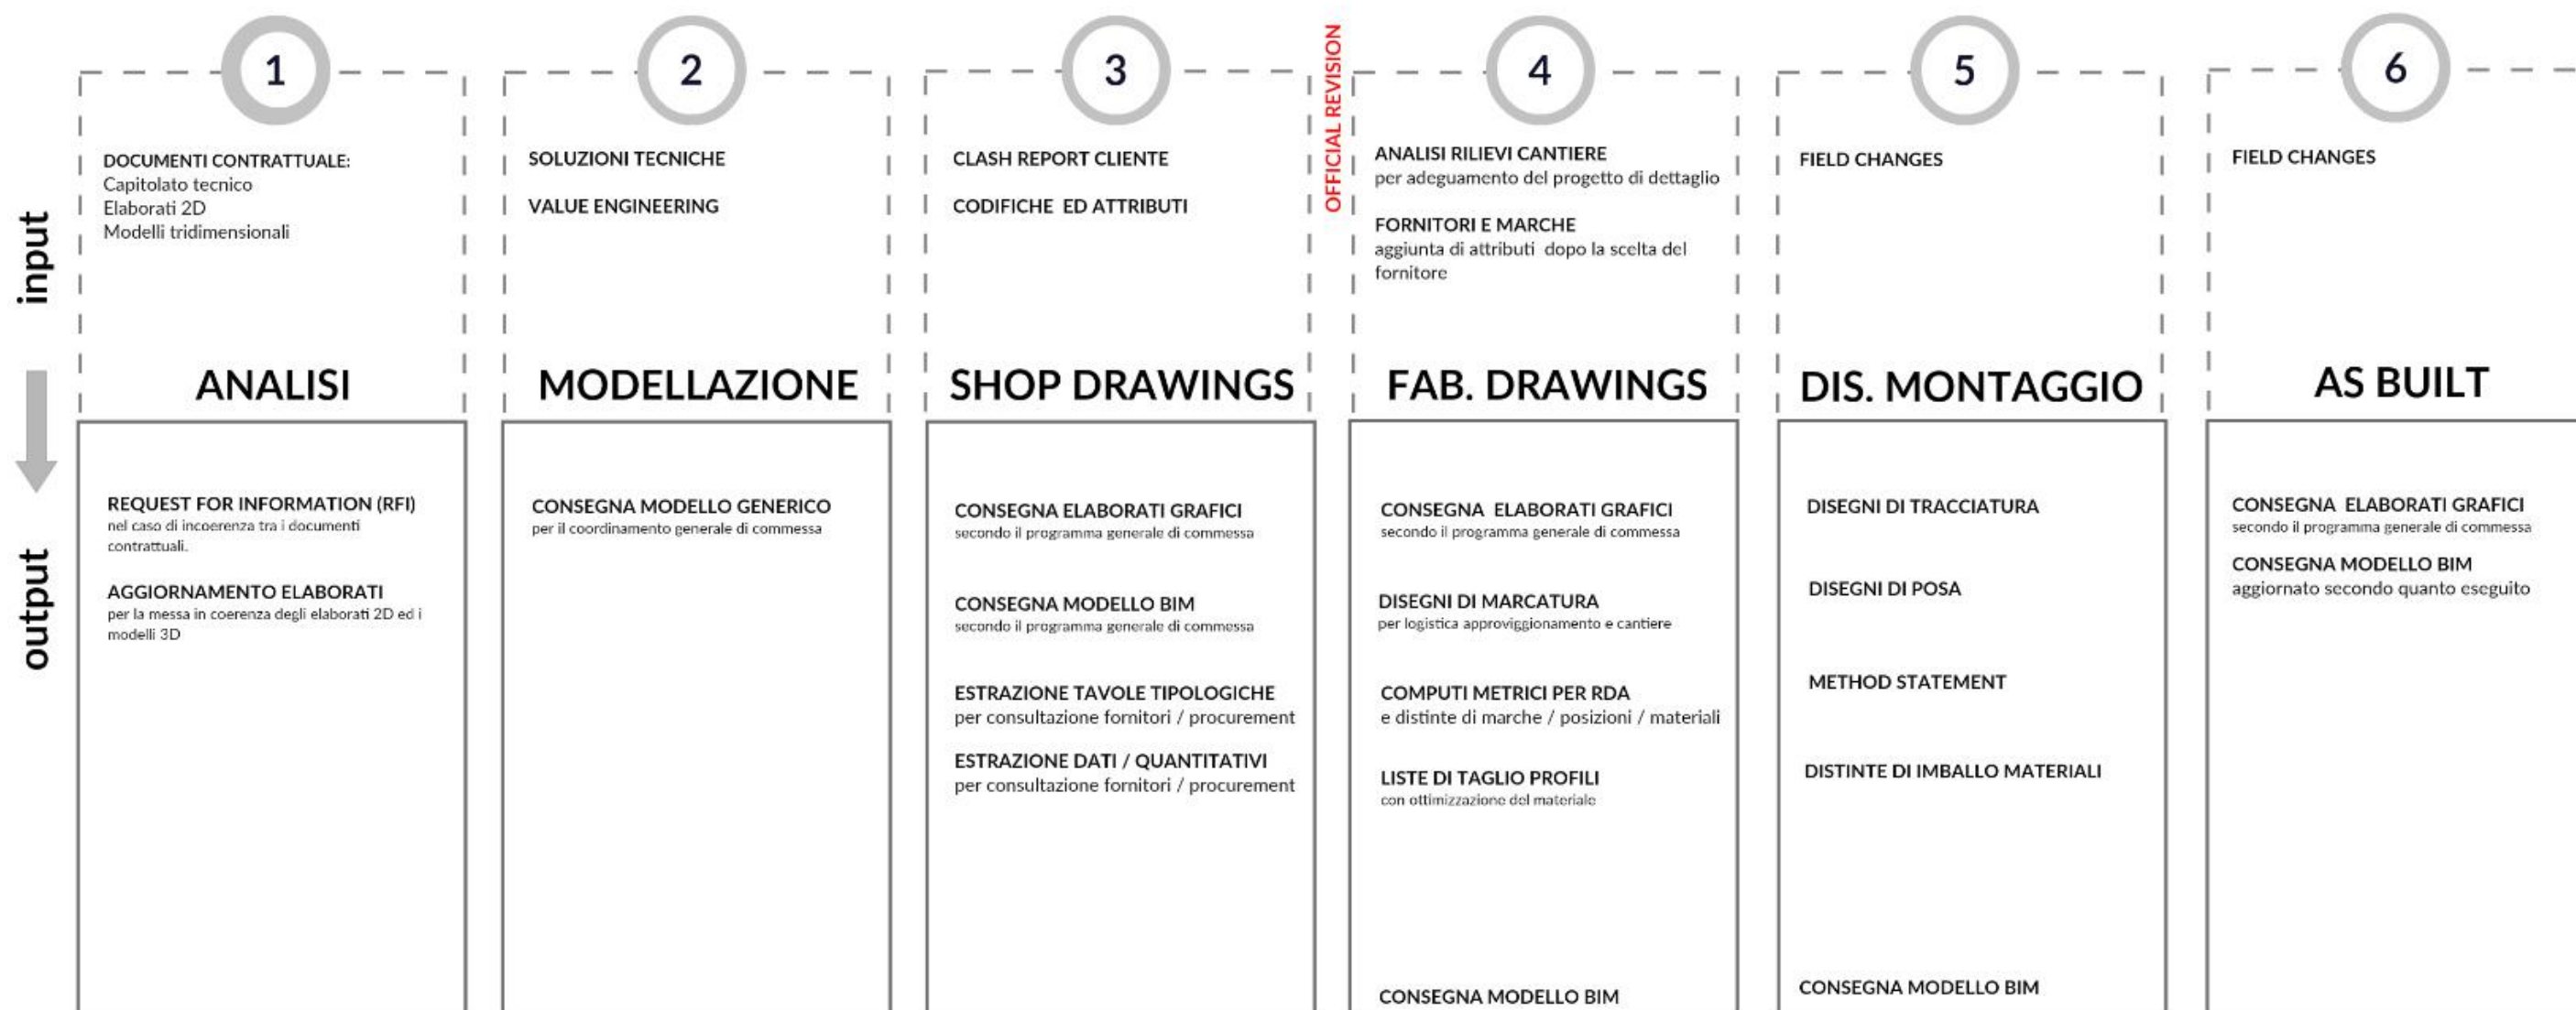 1
DOCUMENTI CONTRATTUALE:
Capitolato tecnico
Elaborati 2D
Modelli tridimensionali
2
SOLUZIONI TECNICHE
VALUE ENGINEERING
3
CLASH REPORT CLIENTE
CODIFICHE ED ATTRIBUTI
OFFICIAL REVISION
4
ANALISI RILIEVI CANTIERE
per adeguamento del progetto di dettaglio
FORNITORI E MARCHE
aggiunta di attributi dopo la scelta del
fornitore
5
FIELD CHANGES
6
FIELD CHANGES
input
ANALISI
MODELLAZIONE
SHOP DRAWINGS
FAB. DRAWINGS
DIS. MONTAGGIO
AS BUILT
output
REQUEST FOR INFORMATION (RFI)
nel caso di incoerenza tra i documenti
contrattuali.
AGGIORNAMENTO ELABORATI
per la messa in coerenza degli elaborati 2D ed i
modelli 3D
CONSEGNA MODELLO GENERICO
per il coordinamento generale di commessa
CONSEGNA ELABORATI GRAFICI
secondo il programma generale di commessa
CONSEGNA MODELLO BIM
secondo il programma generale di commessa
ESTRAZIONE TAVOLE TIPOLOGICHE
per consultazione fornitori / procurement
ESTRAZIONE DATI / QUANTITATIVI
per consultazione fornitori / procurement
CONSEGNA ELABORATI GRAFICI
secondo il programma generale di commessa
DISEGNI DI MARCATURA
per logistica approviggionamento e cantiere
COMPUTI METRICI PER RDA
e distinte di marche / posizioni / materiali
LISTE DI TAGLIO PROFILI
con ottimizzazione del materiale
CONSEGNA MODELLO BIM
DISEGNI DI TRACCIATURA
DISEGNI DI POSA
METHOD STATEMENT
DISTINTE DI IMBALLO MATERIALI
CONSEGNA MODELLO BIM
CONSEGNA ELABORATI GRAFICI
secondo il programma generale di commessa
CONSEGNA MODELLO BIM
aggiornato secondo quanto eseguito